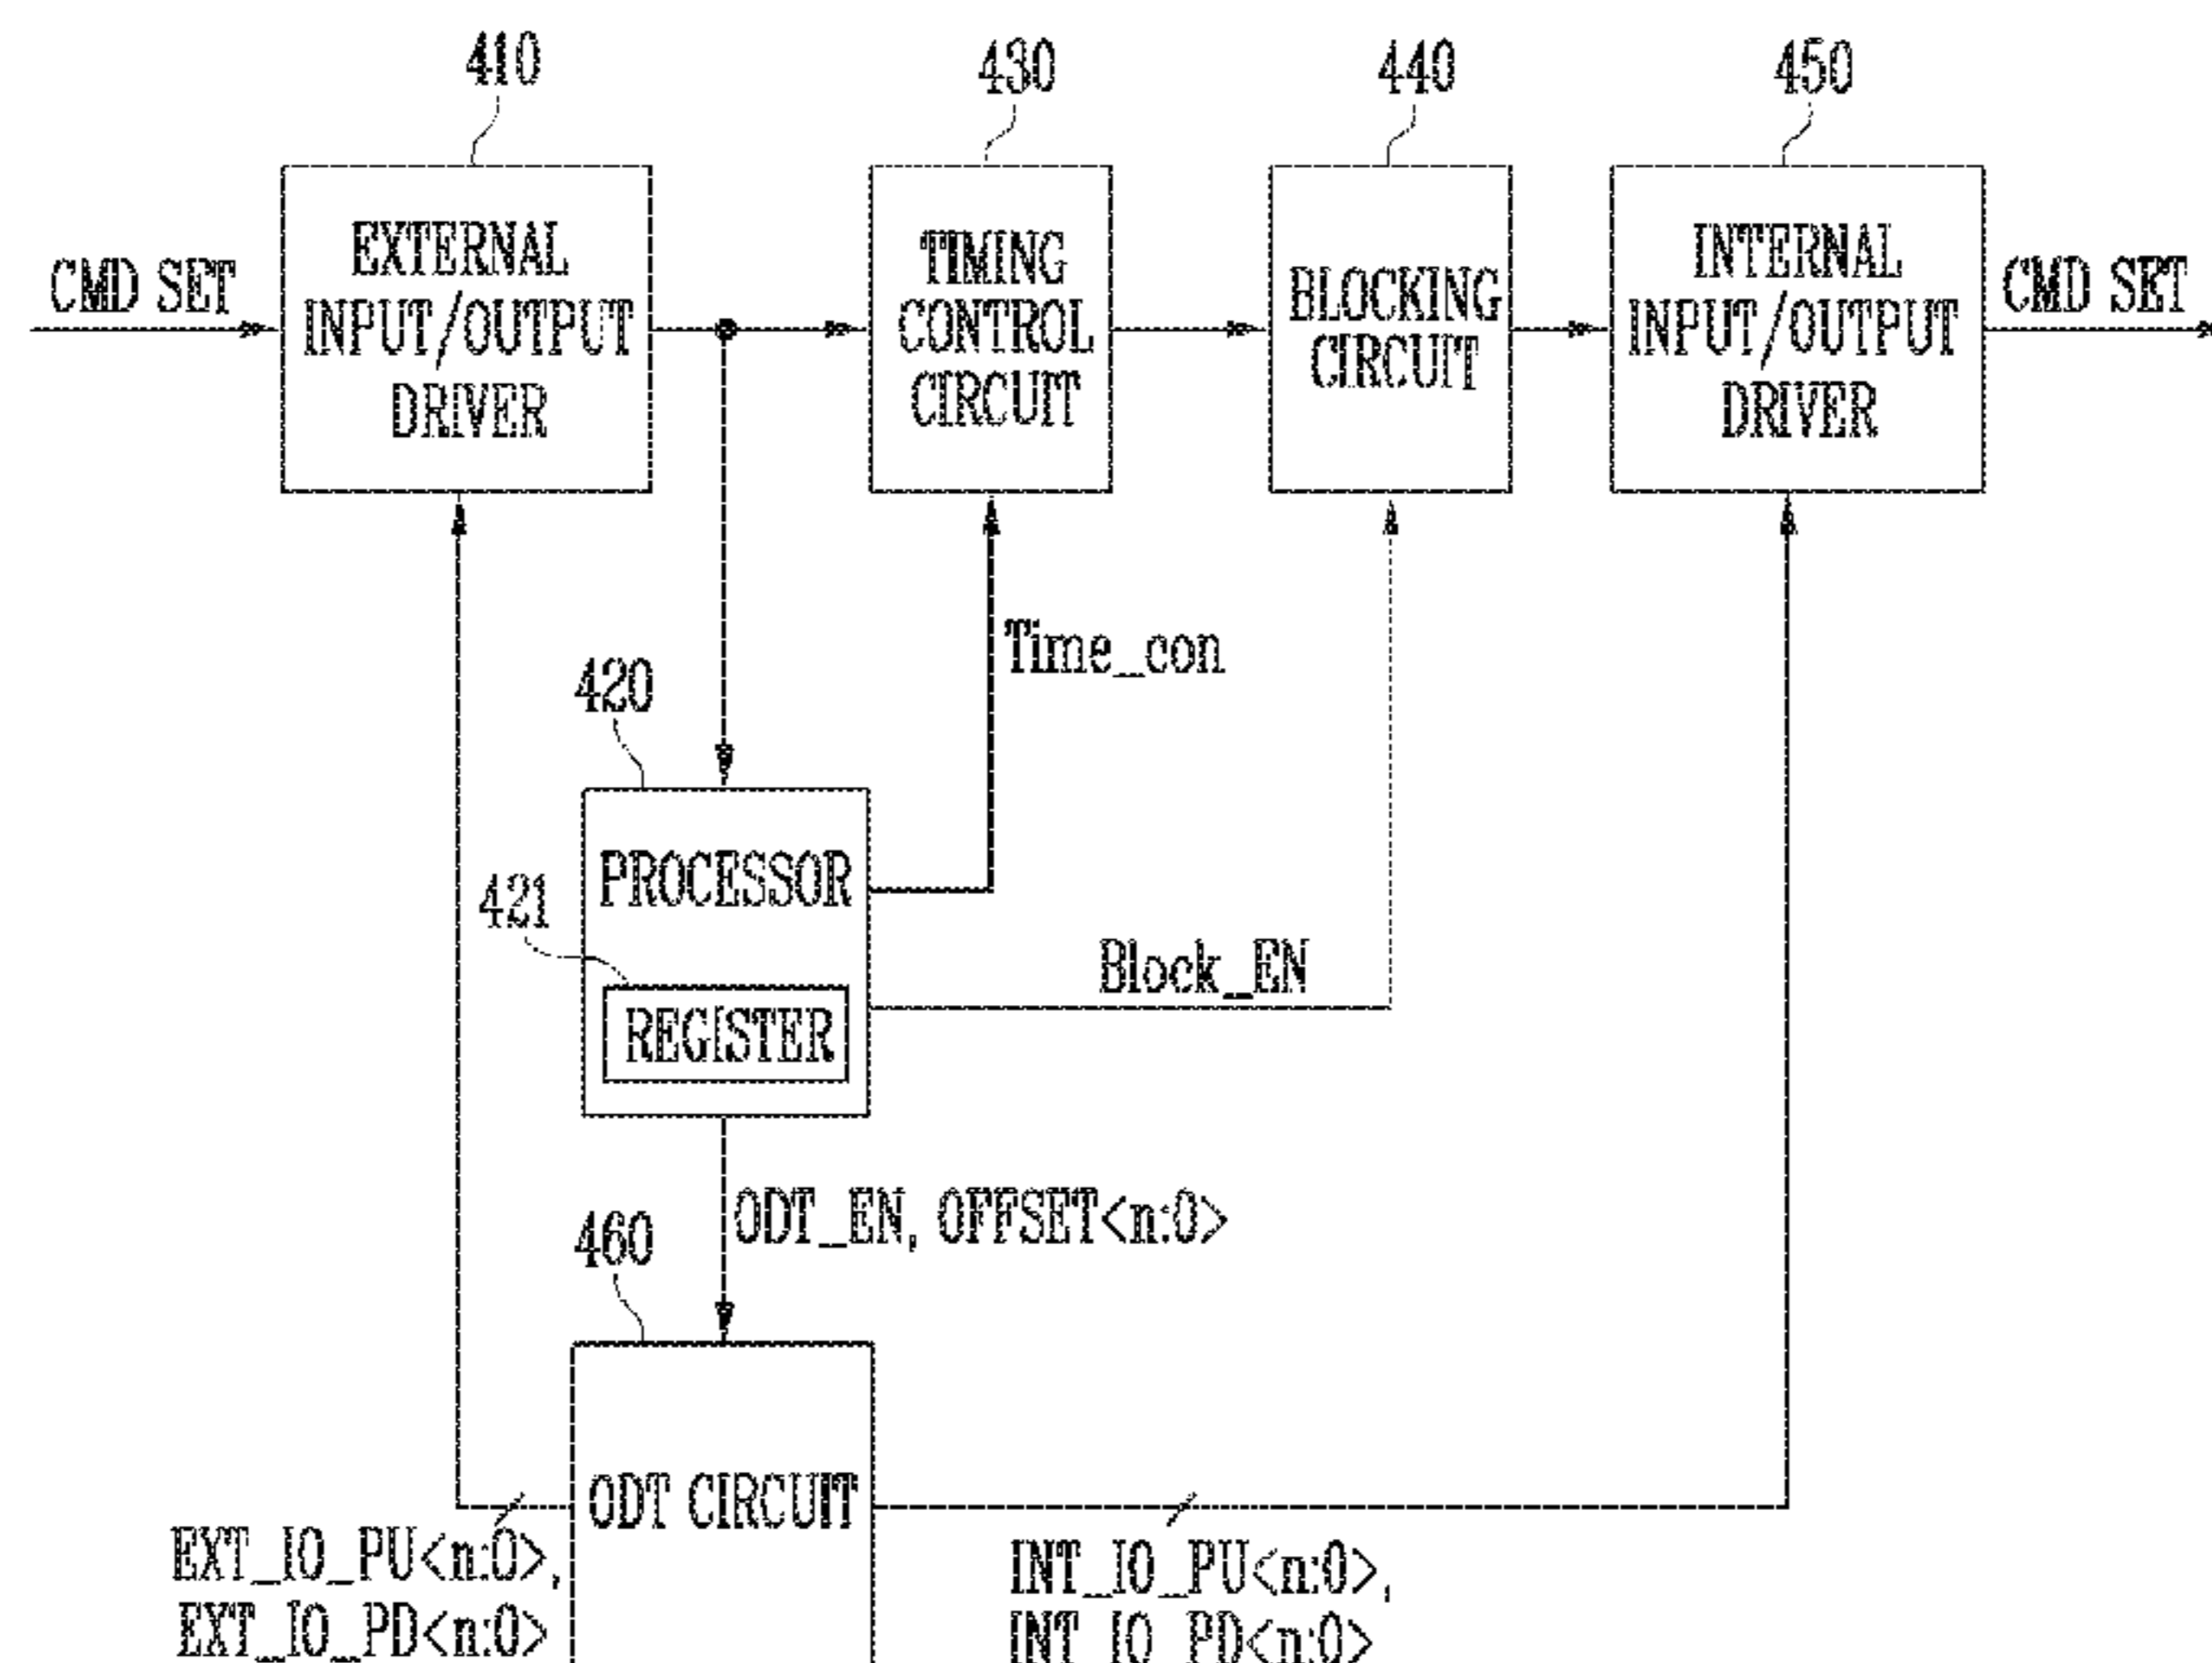 410
430
440
450
CMD SET
EXTERNAL
INPUT/OUTPUT
DRIVER
TIMING
CONTROL
CIRCUIT
BLOCKING
CIRCUIT
INTERNAL
INPUT/OUTPUT
DRIVER
CMD SET
Time_con
420
PROCESSOR
421
REGISTER
Block_EN
ODT_EN, OFFSET<n:0>
460
ODT CIRCUIT
EXT_IO_PU<n:0>,
EXT_IO_PD<n:0>
INT_IO_PU<n:0>,
INT_IO_PD<n:0>